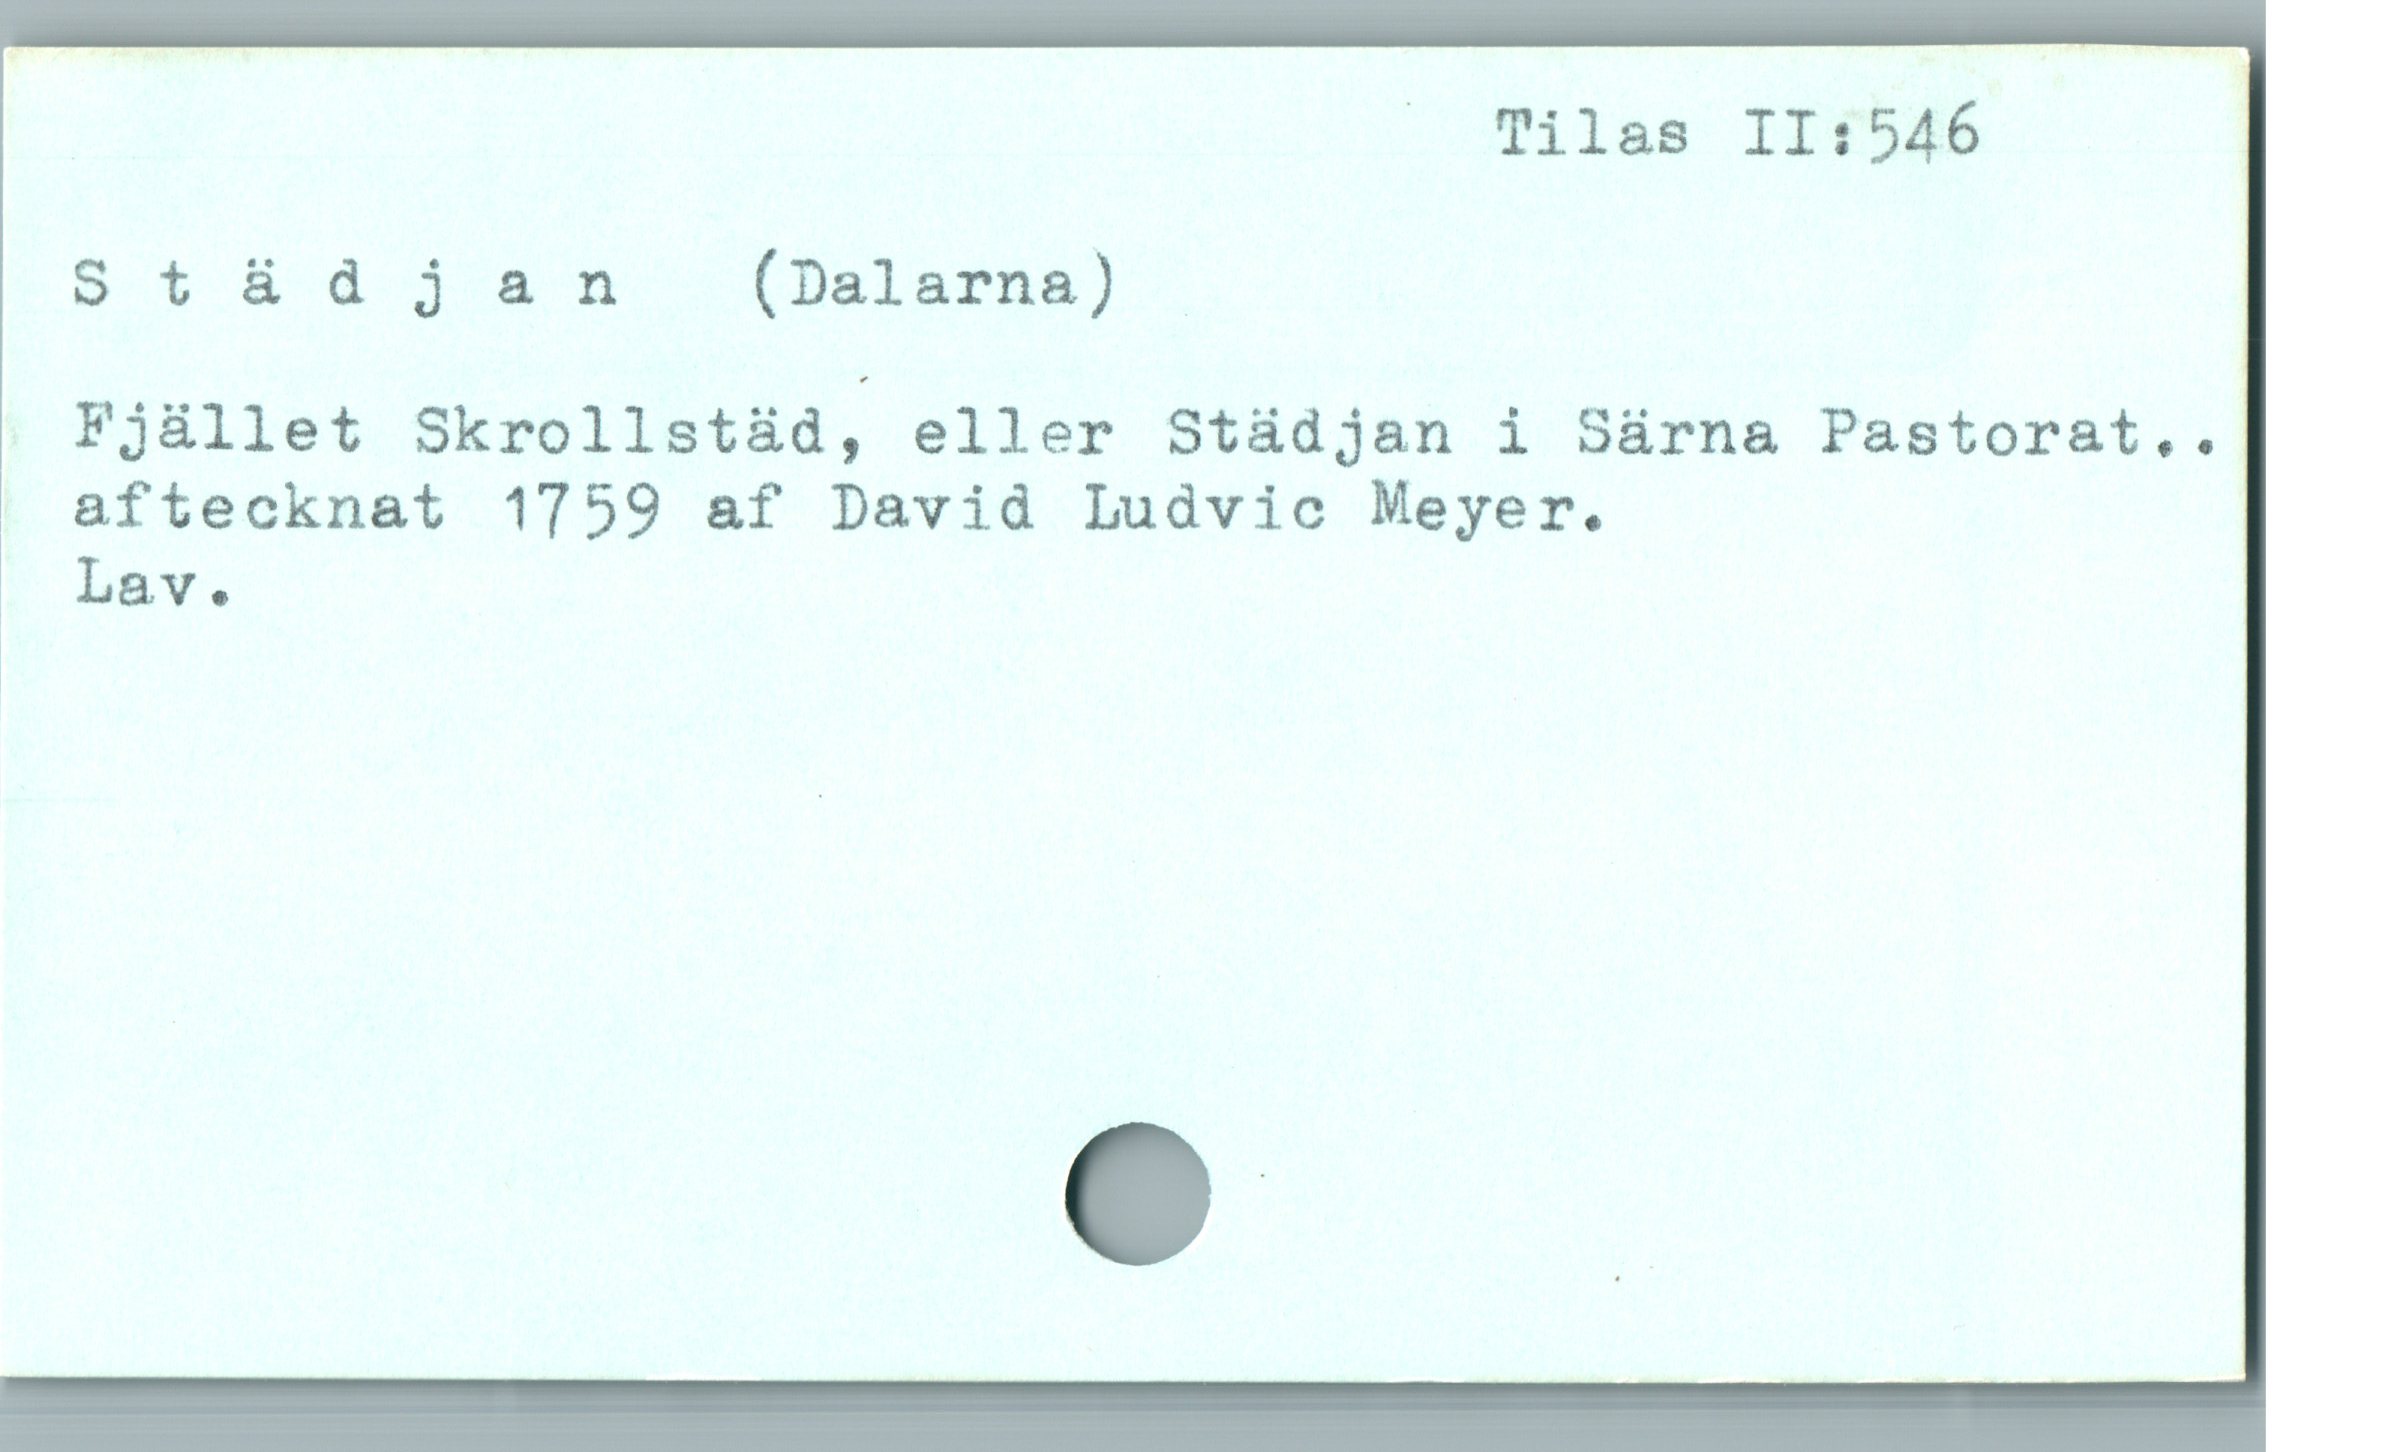 Tilas II:546
S t ä d j a n (Dalarna)
Fjället Skrollstäd, eller Städjan i Särna Pastorat..
aftecknat 1759 af David Ludvic Meyer.
Lav.